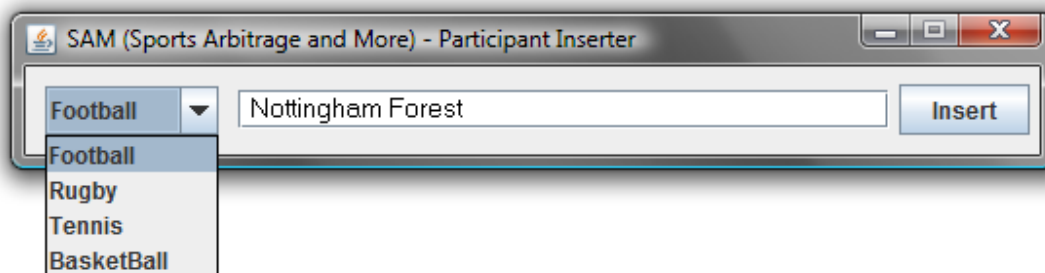 SAM (Sports Arbitrage and More) - Participant Inserter
Football Nottingham Forest Insert
Football
Rugby
Tennis
BasketBall